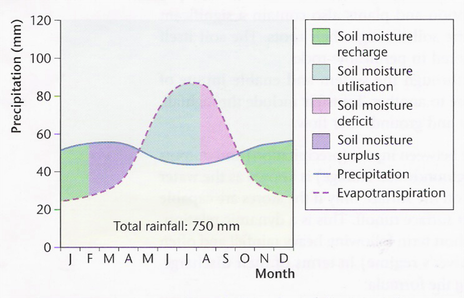 Precipitation (mm)
120
100
80
60
40
20
0
Total rainfall: 750 mm
J F M A M J J A S O N D
Month
Soil moisture
recharge
Soil moisture
utilisation
Soil moisture
deficit
Soil moisture
surplus
Precipitation
Evapotranspiration